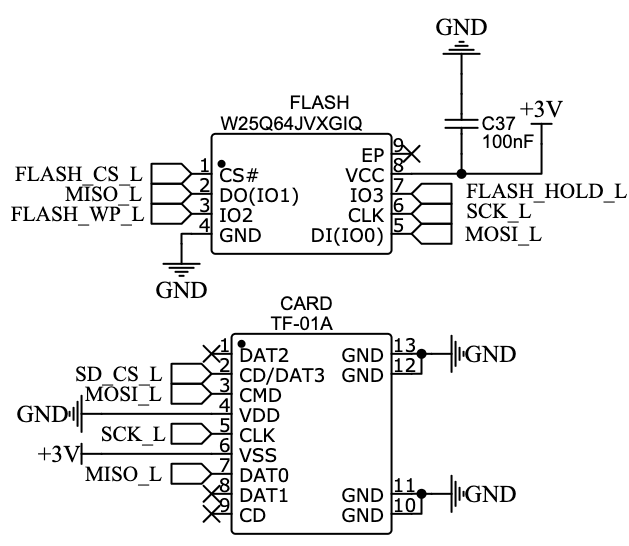 GND
FLASH
W25Q64JVXGIQ
C37
100nF
+3V
FLASH_CS_L 1 CS# EP 9
MISO_L 2 DO(IO1) VCC 8
FLASH_WP_L 3 IO2 IO3 7 FLASH_HOLD_L
4 GND CLK 6 SCK_L
DI(IO0) 5 MOSI_L
GND
CARD
TF-01A
1 DAT2 GND 13 GND
SD_CS_L 2 CD/DAT3 GND 12
MOSI_L 3 CMD
GND 4 VDD
SCK_L 5 CLK
+3V 6 VSS
MISO_L 7 DAT0
8 DAT1 GND 11 GND
9 CD GND 10